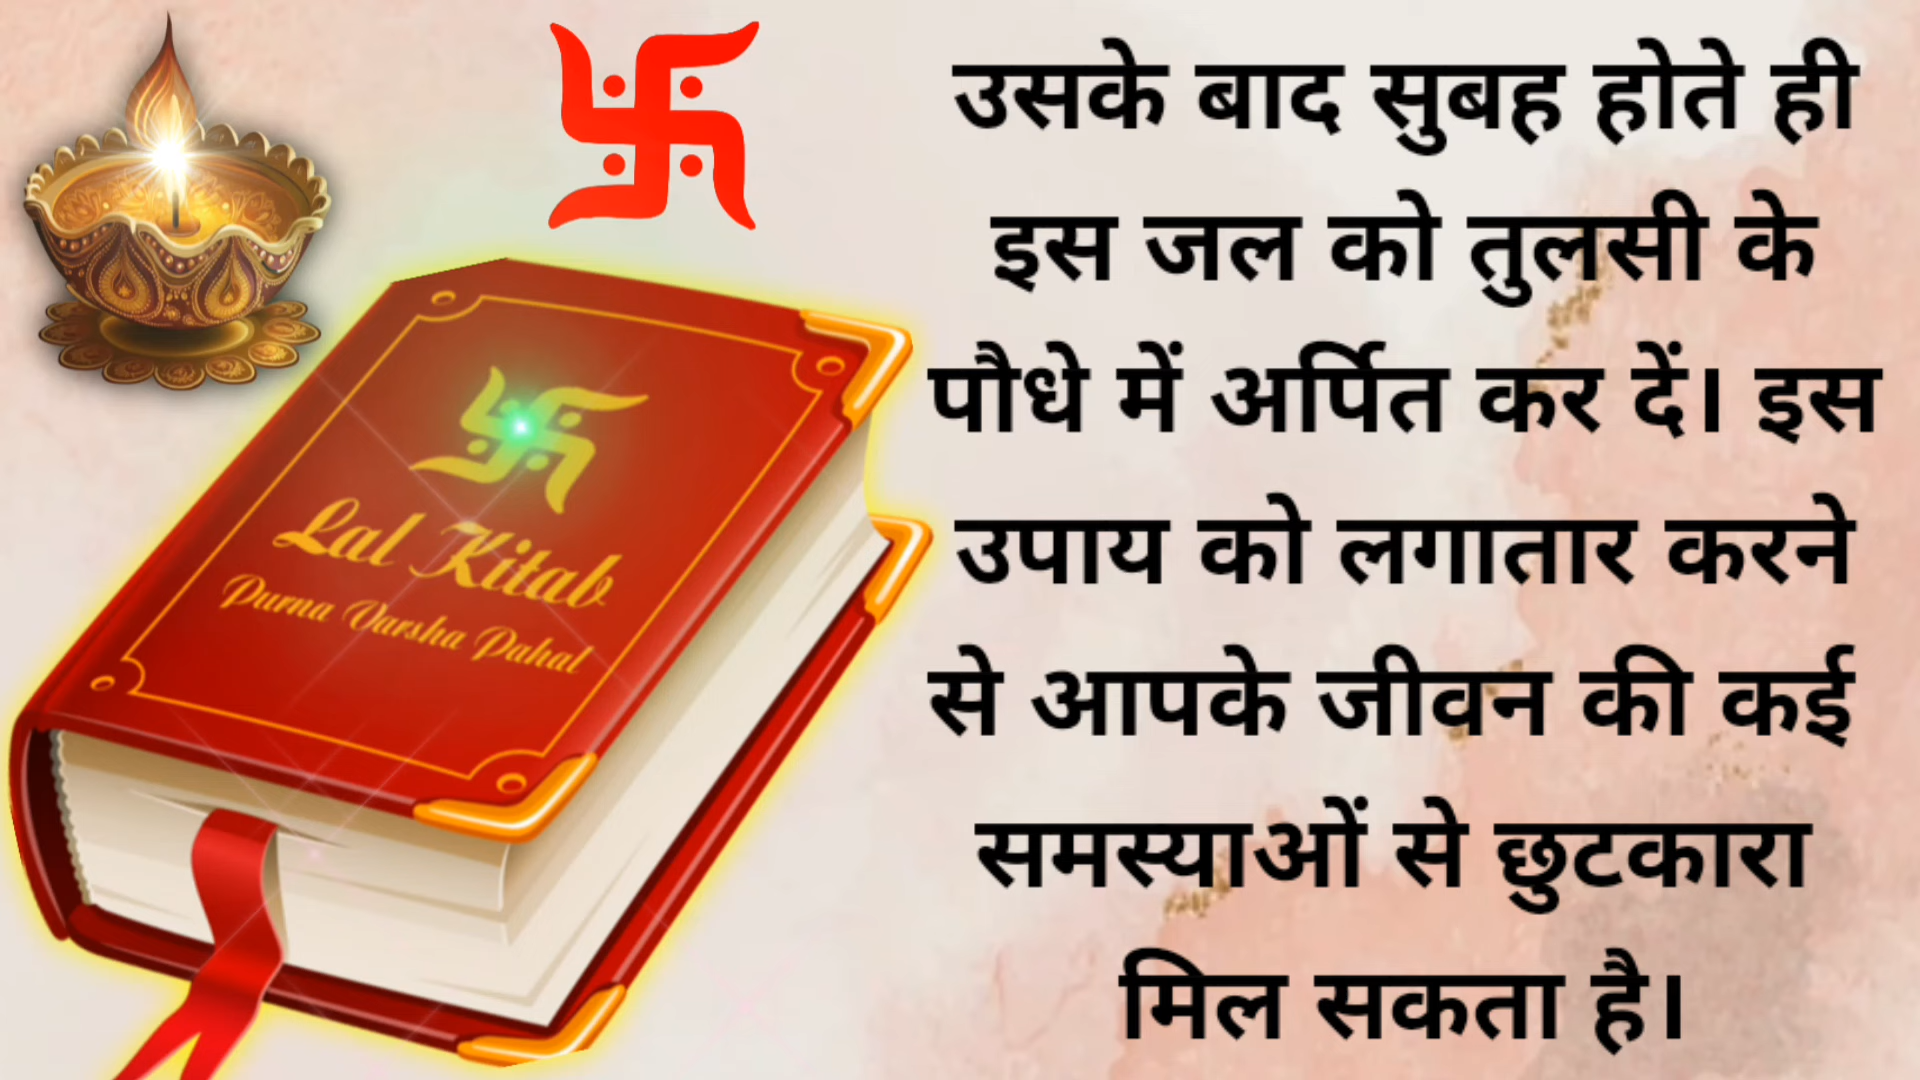 Lal Kitab
Purna Varsha Pahal
उसके बाद सुबह होते ही
इस जल को तुलसी के
पौधे में अर्पित कर दें। इस
उपाय को लगातार करने
से आपके जीवन की कई
समस्याओं से छुटकारा
मिल सकता है।